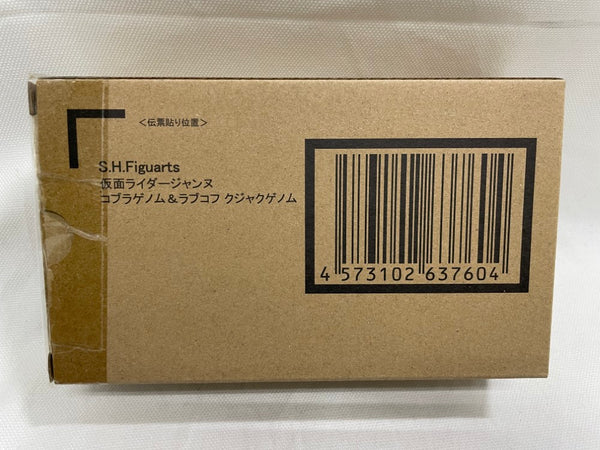 ＜伝票貼り位置＞
S.H.Figuarts
仮面ライダージャンヌ
コブラゲノム＆ラブコフ クジャクゲノム
4 573102 637604